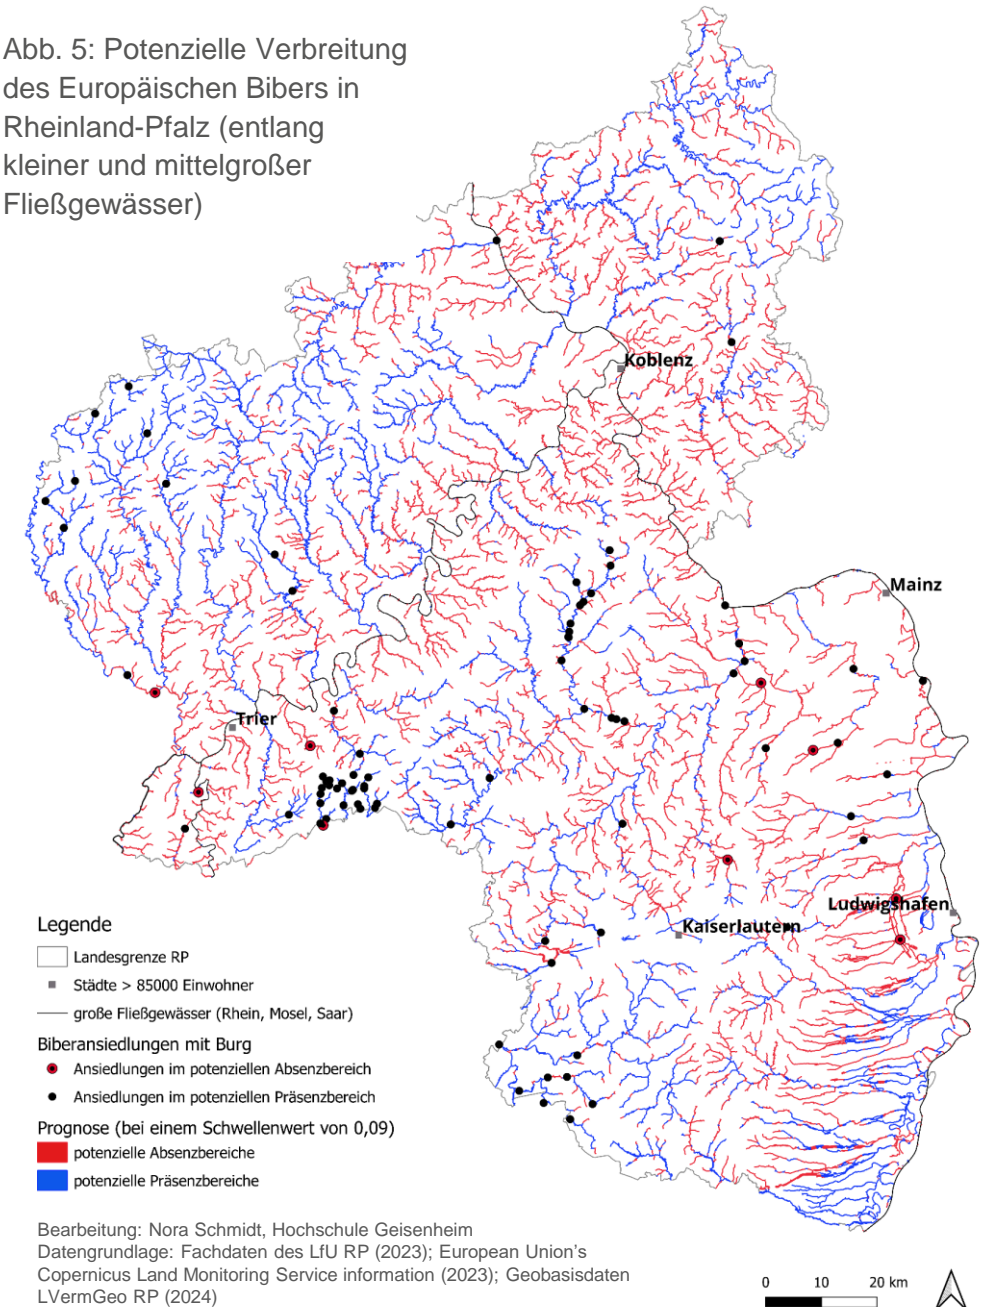 Abb. 5: Potenzielle Verbreitung
des Europäischen Bibers in
Rheinland-Pfalz (entlang
kleiner und mittelgroßer
Fließgewässer)
Koblenz
Mainz
Trier
Ludwigshafen
Kaiserlautern
Legende
Landesgrenze RP
Städte > 85000 Einwohner
große Fließgewässer (Rhein, Mosel, Saar)
Biberansiedlungen mit Burg
Ansiedlungen im potenziellen Absenzbereich
Ansiedlungen im potenziellen Präsenzbereich
Prognose (bei einem Schwellenwert von 0,09)
potenzielle Absenzbereiche
potenzielle Präsenzbereiche
Bearbeitung: Nora Schmidt, Hochschule Geisenheim
Datengrundlage: Fachdaten des LfU RP (2023); European Union's
Copernicus Land Monitoring Service information (2023); Geobasisdaten
LVermGeo RP (2024)
0 10 20 km